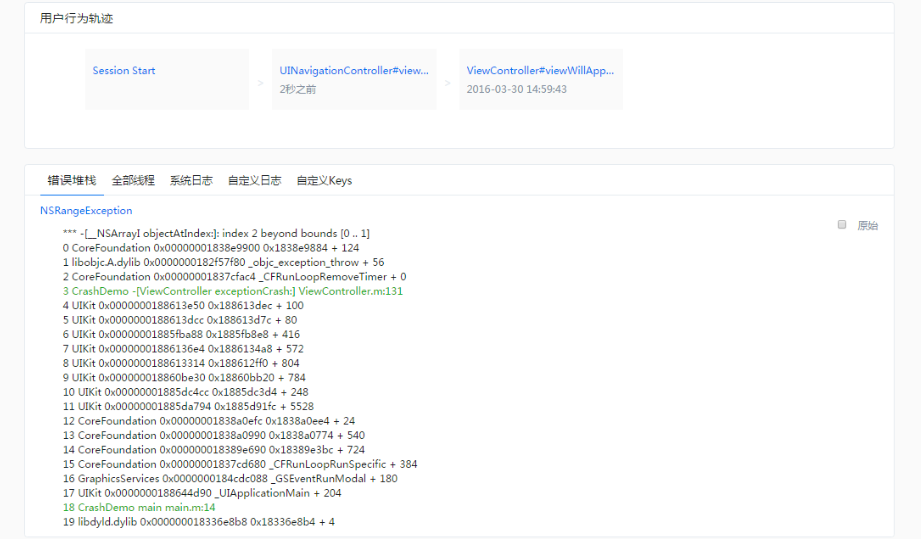 用户行为轨迹
Session Start
>
UINavigationController#view...
2秒之前
>
ViewController#viewWillApp...
2016-03-30 14:59:43
错误堆栈 全部线程 系统日志 自定义日志 自定义Keys
NSRangeException
原始
*** -[__NSArrayI objectAtIndex:]: index 2 beyond bounds [0 .. 1]
0 CoreFoundation 0x00000001838e9900 0x1838e9884 + 124
1 libobjc.A.dylib 0x0000000182f57f80 _objc_exception_throw + 56
2 CoreFoundation 0x00000001837cfac4 _CFRunLoopRemoveTimer + 0
3 CrashDemo -[ViewController exceptionCrash:] ViewController.m:131
4 UIKit 0x0000000188613e50 0x188613dec + 100
5 UIKit 0x0000000188613dcc 0x188613d7c + 80
6 UIKit 0x00000001885fba88 0x1885fb8e8 + 416
7 UIKit 0x00000001886136e4 0x1886134a8 + 572
8 UIKit 0x0000000188613314 0x188612ff0 + 804
9 UIKit 0x000000018860be30 0x18860bb20 + 784
10 UIKit 0x00000001885dc4cc 0x1885dc3d4 + 248
11 UIKit 0x00000001885da794 0x1885d91fc + 5528
12 CoreFoundation 0x00000001838a0efc 0x1838a0ee4 + 24
13 CoreFoundation 0x00000001838a0990 0x1838a0774 + 540
14 CoreFoundation 0x000000018389e690 0x18389e3bc + 724
15 CoreFoundation 0x00000001837cd680 _CFRunLoopRunSpecific + 384
16 GraphicsServices 0x0000000184cdc088 _GSEventRunModal + 180
17 UIKit 0x0000000188644d90 _UIApplicationMain + 204
18 CrashDemo main main.m:14
19 libdyld.dylib 0x000000018336e8b8 0x18336e8b4 + 4